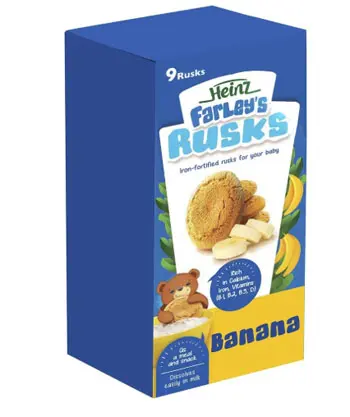 9 Rusks
Heinz
Farley's
Rusks
iron-fortified rusks for your baby
Rich
in Calcium,
Iron, Vitamins
(B1, B2, B3, D)
Banana
As
a meal
and snack
Dissolves
easily in milk